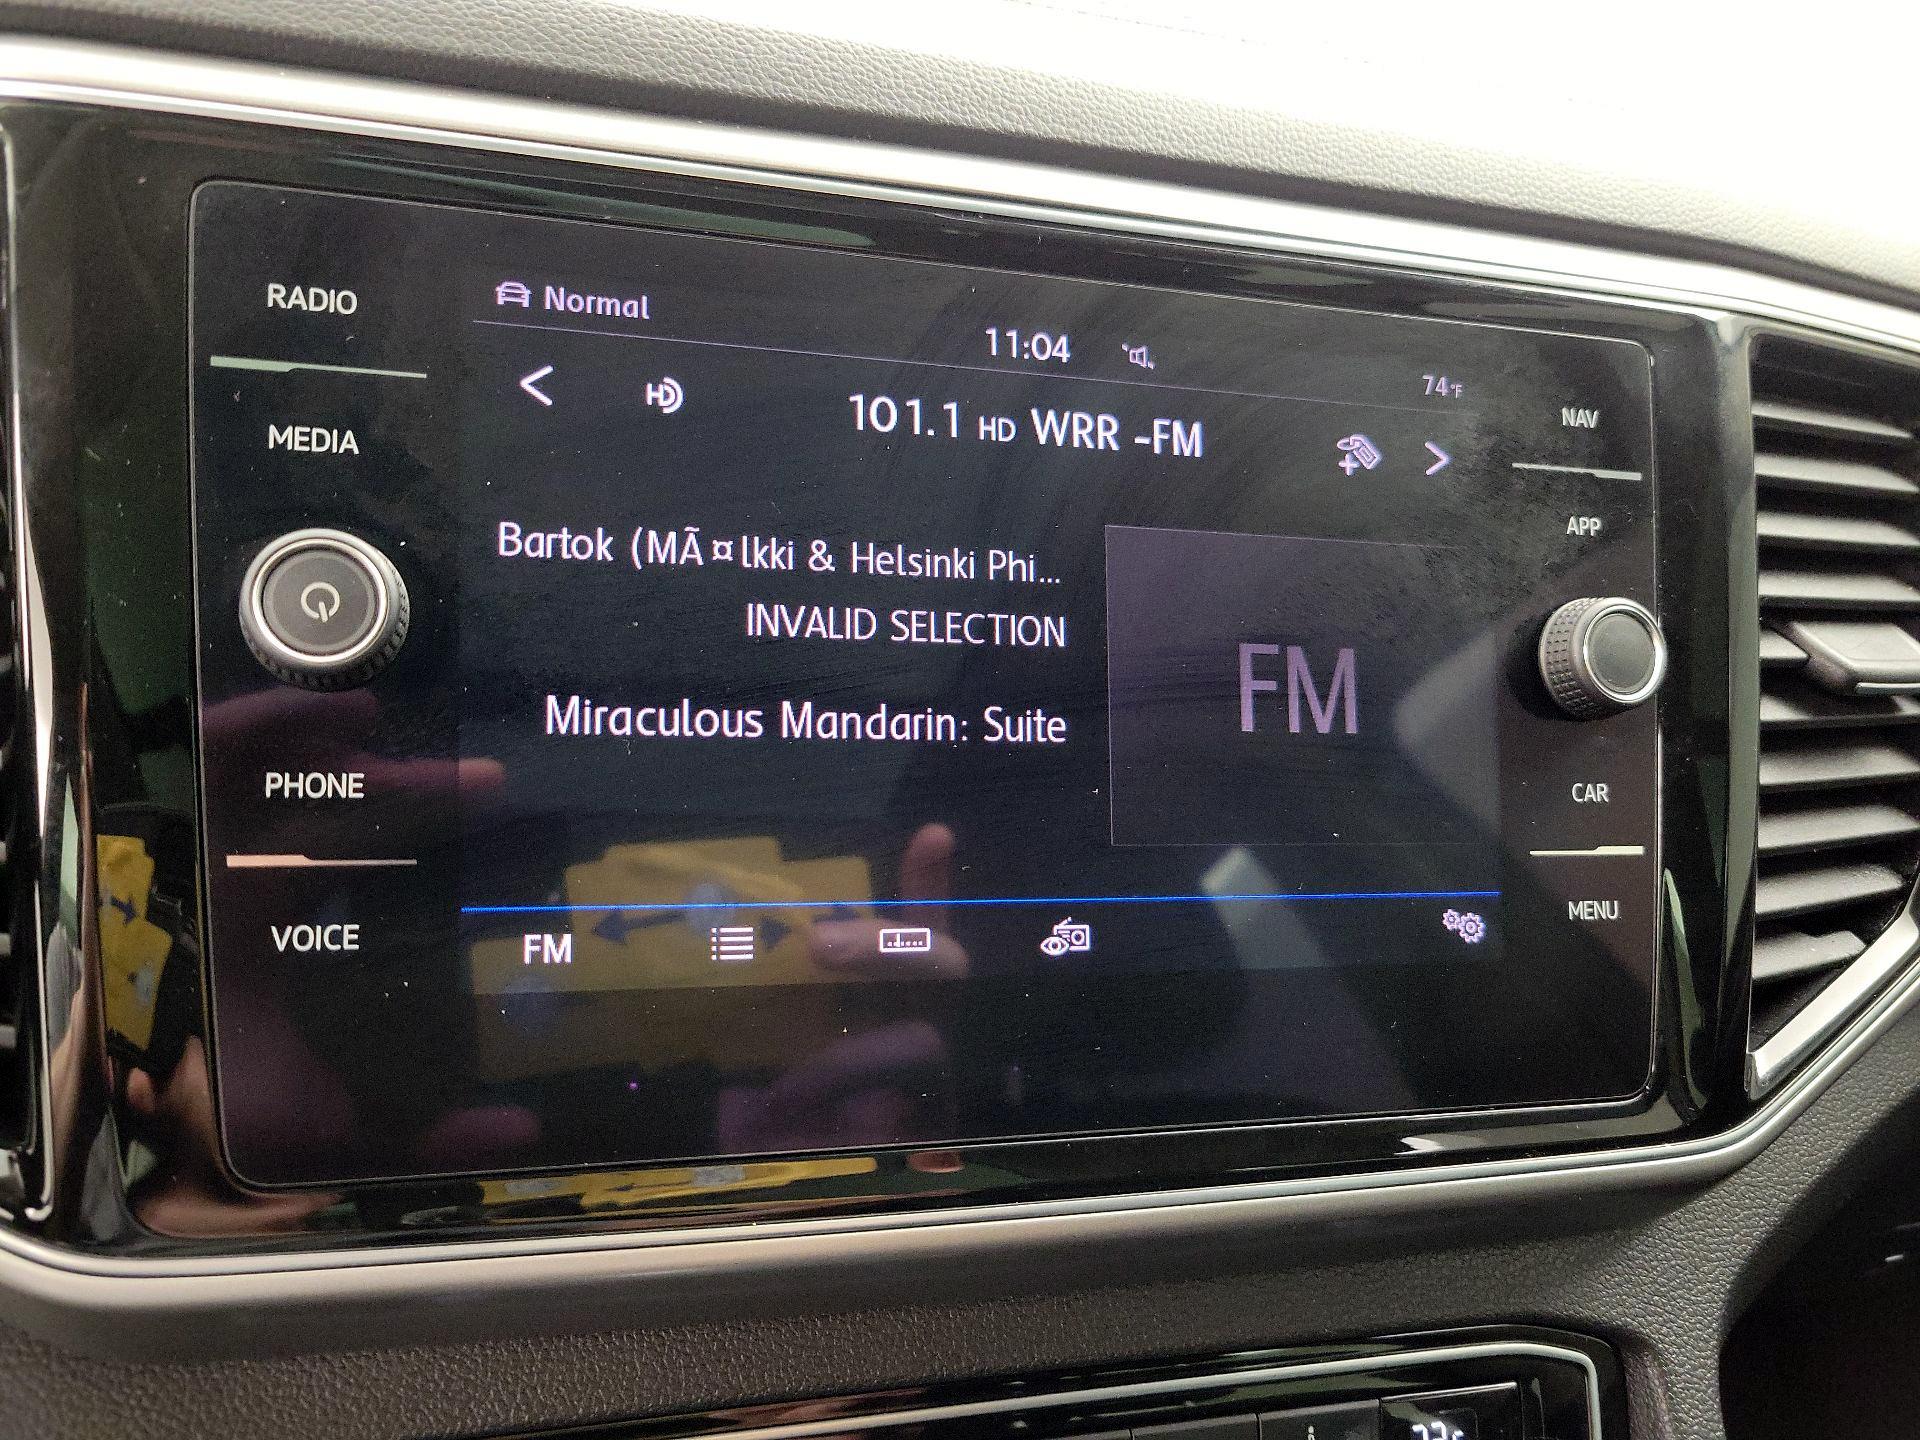 Normal
11:04
74°F
101.1 HD WRR -FM
Bartok (MÃ¤lkki & Helsinki Phi...
INVALID SELECTION
Miraculous Mandarin: Suite
FM
FM
RADIO
MEDIA
PHONE
VOICE
NAV
APP
CAR
MENU